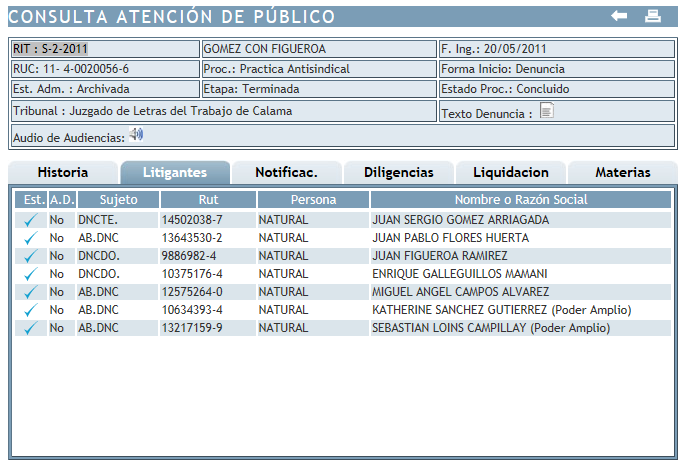 CONSULTA ATENCIÓN DE PÚBLICO
RIT : S-2-2011 GOMEZ CON FIGUEROA F. Ing.: 20/05/2011
RUC: 11- 4-0020056-6 Proc.: Practica Antisindical Forma Inicio: Denuncia
Est. Adm. : Archivada Etapa: Terminada Estado Proc.: Concluido
Tribunal : Juzgado de Letras del Trabajo de Calama Texto Denuncia :
Audio de Audiencias:
Historia Litigantes Notificac. Diligencias Liquidacion Materias
Est. A.D. Sujeto Rut Persona Nombre o Razón Social
No DNCTE. 14502038-7 NATURAL JUAN SERGIO GOMEZ ARRIAGADA
No AB.DNC 13643530-2 NATURAL JUAN PABLO FLORES HUERTA
No DNCDO. 9886982-4 NATURAL JUAN FIGUEROA RAMIREZ
No DNCDO. 10375176-4 NATURAL ENRIQUE GALLEGUILLOS MAMANI
No AB.DNC 12575264-0 NATURAL MIGUEL ANGEL CAMPOS ALVAREZ
No AB.DNC 10634393-4 NATURAL KATHERINE SANCHEZ GUTIERREZ (Poder Amplio)
No AB.DNC 13217159-9 NATURAL SEBASTIAN LOINS CAMPILLAY (Poder Amplio)